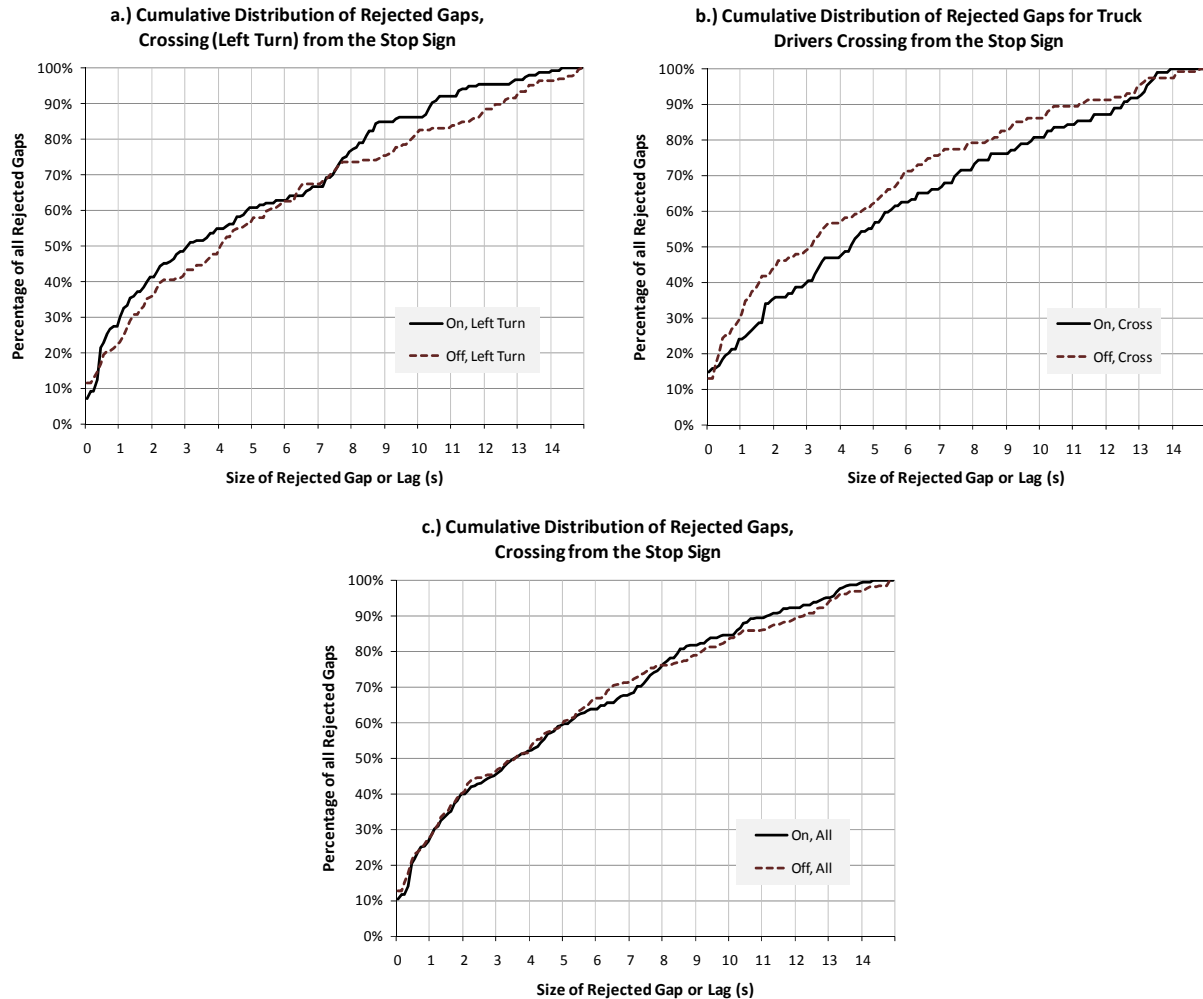 a.) Cumulative Distribution of Rejected Gaps,
Crossing (Left Turn) from the Stop Sign
100%
90%
80%
70%
60%
50%
40%
30%
20%
10%
0%
Percentage of all Rejected Gaps
On, Left Turn
Off, Left Turn
0 1 2 3 4 5 6 7 8 9 10 11 12 13 14
Size of Rejected Gap or Lag (s)
b.) Cumulative Distribution of Rejected Gaps for Truck
Drivers Crossing from the Stop Sign
100%
90%
80%
70%
60%
50%
40%
30%
20%
10%
0%
Percentage of all Rejected Gaps
On, Cross
Off, Cross
0 1 2 3 4 5 6 7 8 9 10 11 12 13 14
Size of Rejected Gap or Lag (s)
c.) Cumulative Distribution of Rejected Gaps,
Crossing from the Stop Sign
100%
90%
80%
70%
60%
50%
40%
30%
20%
10%
0%
Percentage of all Rejected Gaps
On, All
Off, All
0 1 2 3 4 5 6 7 8 9 10 11 12 13 14
Size of Rejected Gap or Lag (s)